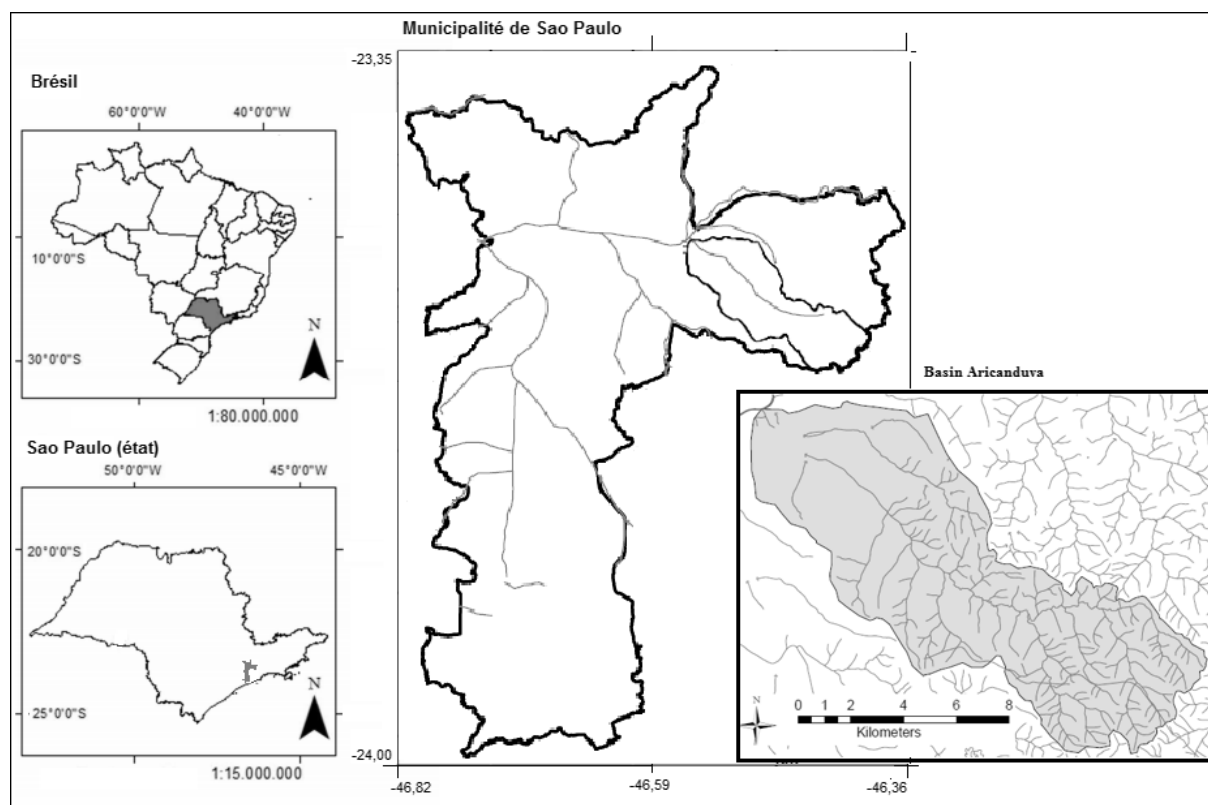 Municipalité de Sao Paulo
-23,35
Brésil
60°0'0"W 40°0'0"W
10°0'0"S
30°0'0"S
N
1:80.000.000
Sao Paulo (état)
50°0'0"W 45°0'0"W
20°0'0"S
-25°0'0"S
N
1:15.000.000
-24,00
-46,82 -46,59 -46,36
Basin Aricanduva
N
0 1 2 4 6 8
Kilometers